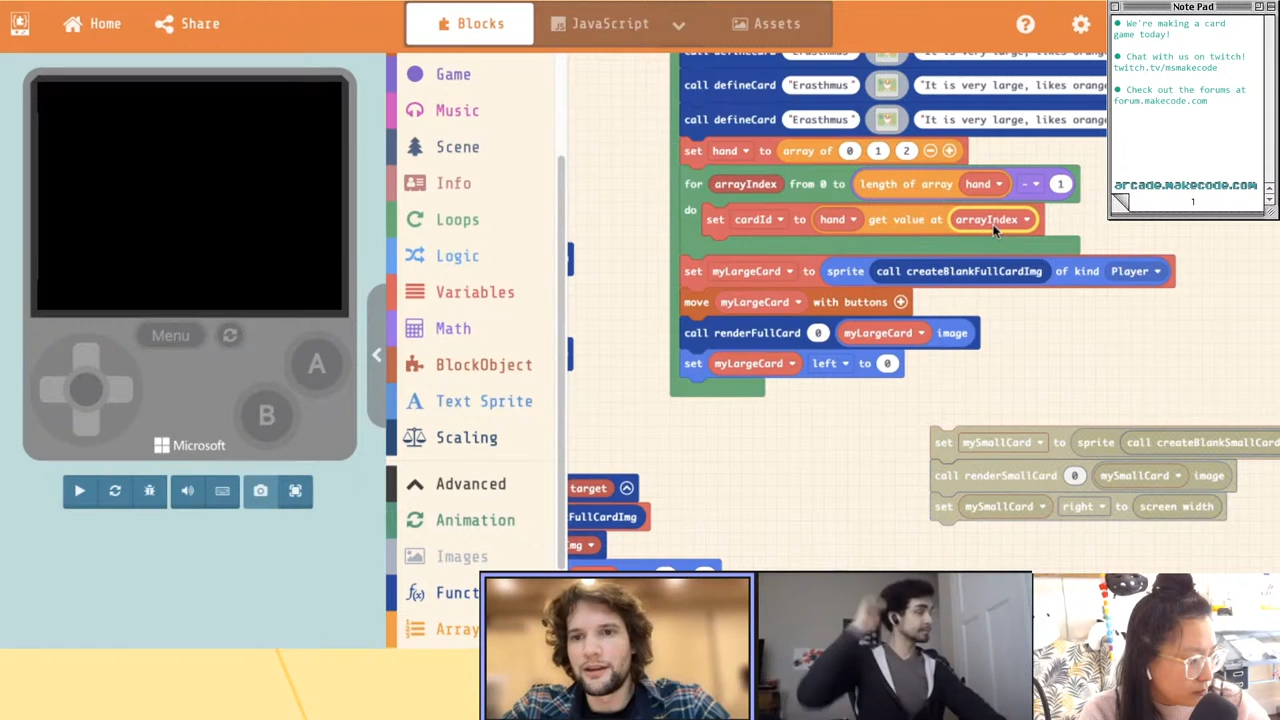 Home
Share
Blocks
JavaScript
Assets
Note Pad
● We're making a card
game today!
● Chat with us on twitch!
twitch.tv/msmakecode
● Check out the forums at
forum.makecode.com
arcade.makecode.com
1
Menu
A
B
Microsoft
Game
Music
Scene
Info
Loops
Logic
Variables
Math
BlockObject
Text Sprite
Scaling
Advanced
Animation
Images
Funct
Array
call defineCard "Erasthmus" "It is very large, likes orang
call defineCard "Erasthmus" "It is very large, likes orang
set hand to array of 0 1 2
for arrayIndex from 0 to length of array hand - 1
do
set cardId to hand get value at arrayIndex
set myLargeCard to sprite call createBlankFullCardImg of kind Player
move myLargeCard with buttons
call renderFullCard 0 myLargeCard image
set myLargeCard left to 0
set mySmallCard to sprite call createBlankSmallCard
call renderSmallCard 0 mySmallCard image
set mySmallCard right to screen width
target
FullCardImg